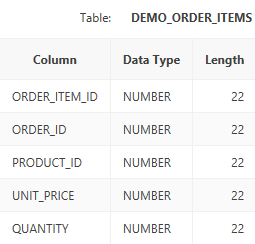 Table: DEMO_ORDER_ITEMS
Column Data Type Length
ORDER_ITEM_ID NUMBER 22
ORDER_ID NUMBER 22
PRODUCT_ID NUMBER 22
UNIT_PRICE NUMBER 22
QUANTITY NUMBER 22